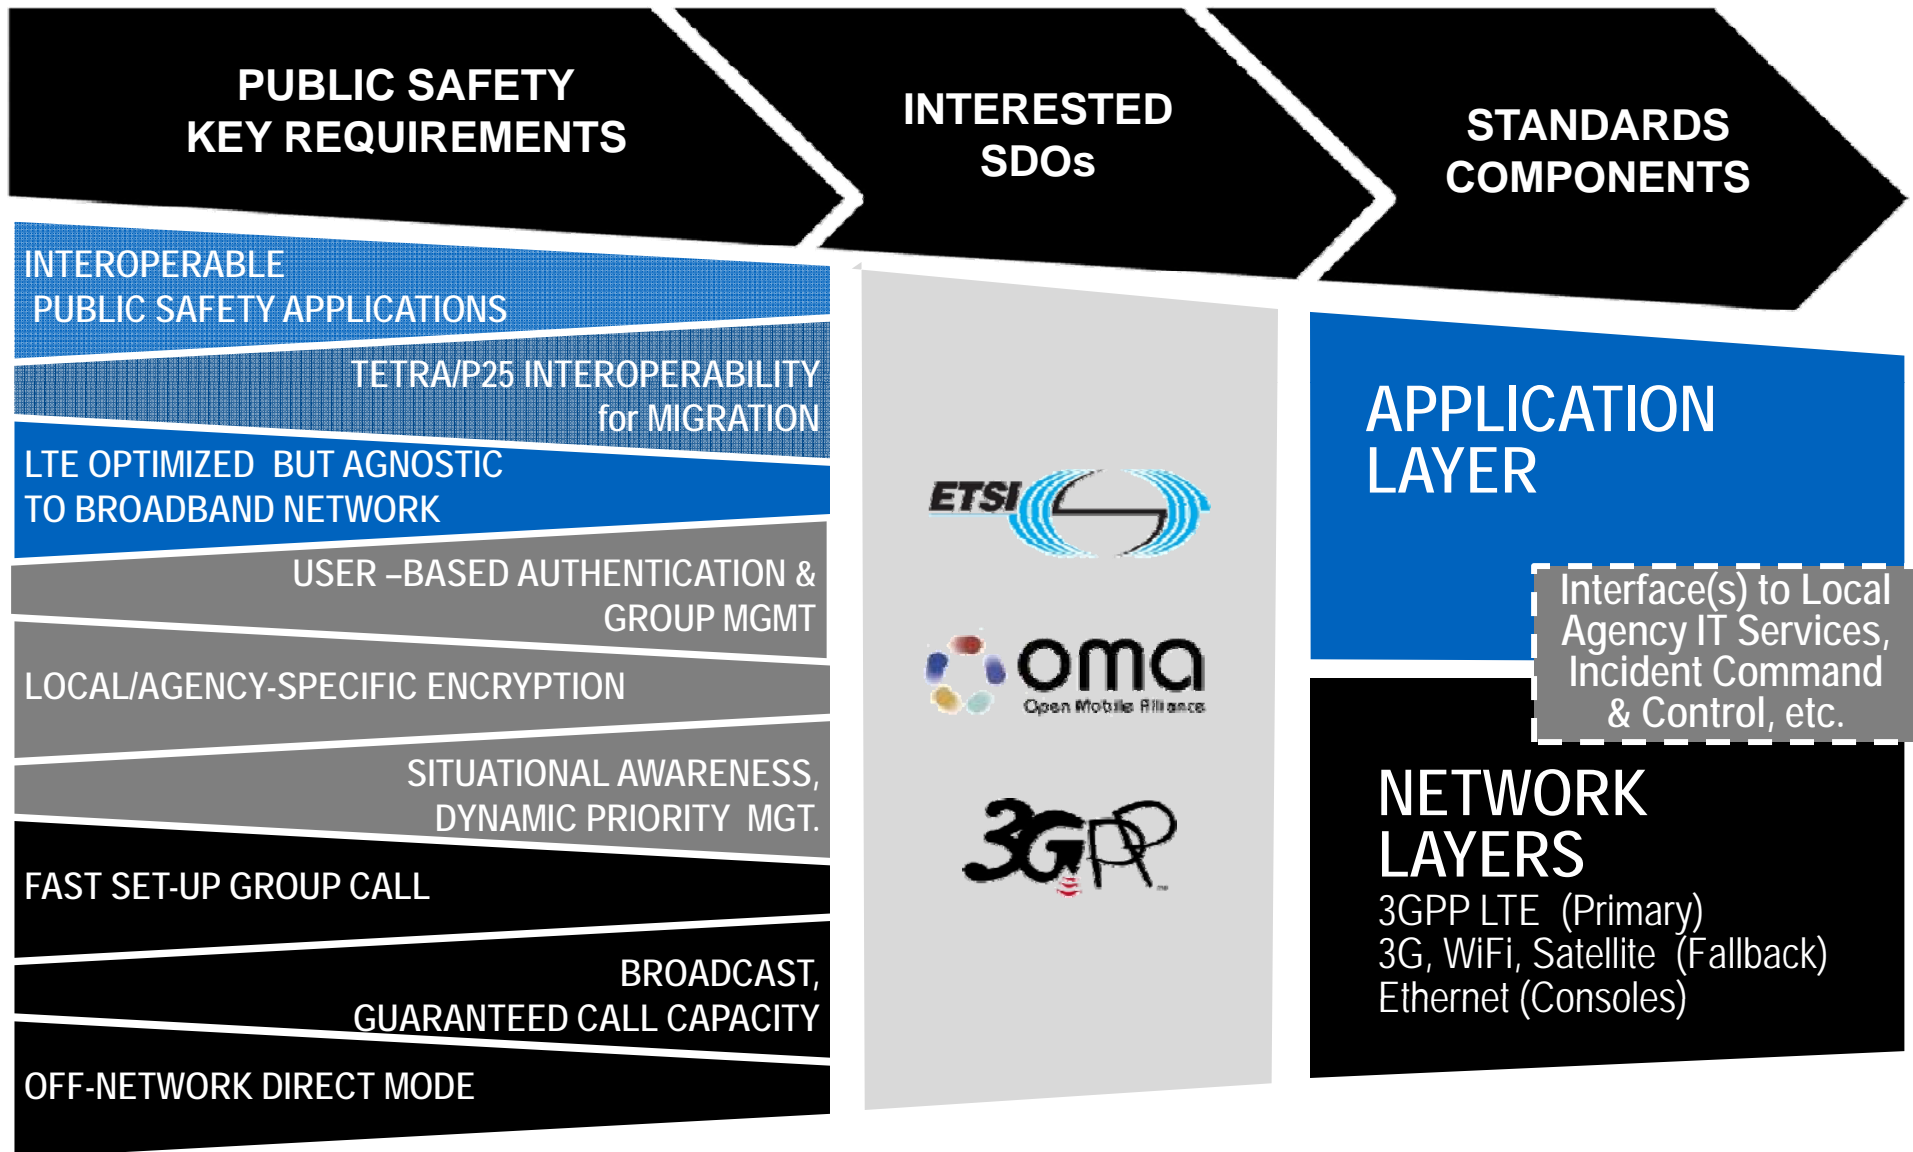 PUBLIC SAFETY
KEY REQUIREMENTS
INTERESTED
SDOs
STANDARDS
COMPONENTS
INTEROPERABLE
PUBLIC SAFETY APPLICATIONS
TETRA/P25 INTEROPERABILITY
for MIGRATION
LTE OPTIMIZED BUT AGNOSTIC
TO BROADBAND NETWORK
USER –BASED AUTHENTICATION &
GROUP MGMT
LOCAL/AGENCY-SPECIFIC ENCRYPTION
SITUATIONAL AWARENESS,
DYNAMIC PRIORITY MGT.
FAST SET-UP GROUP CALL
BROADCAST,
GUARANTEED CALL CAPACITY
OFF-NETWORK DIRECT MODE
ETSI
oma
Open Mobile Alliance
3GPP
APPLICATION
LAYER
Interface(s) to Local
Agency IT Services,
Incident Command
& Control, etc.
NETWORK
LAYERS
3GPP LTE (Primary)
3G, WiFi, Satellite (Fallback)
Ethernet (Consoles)